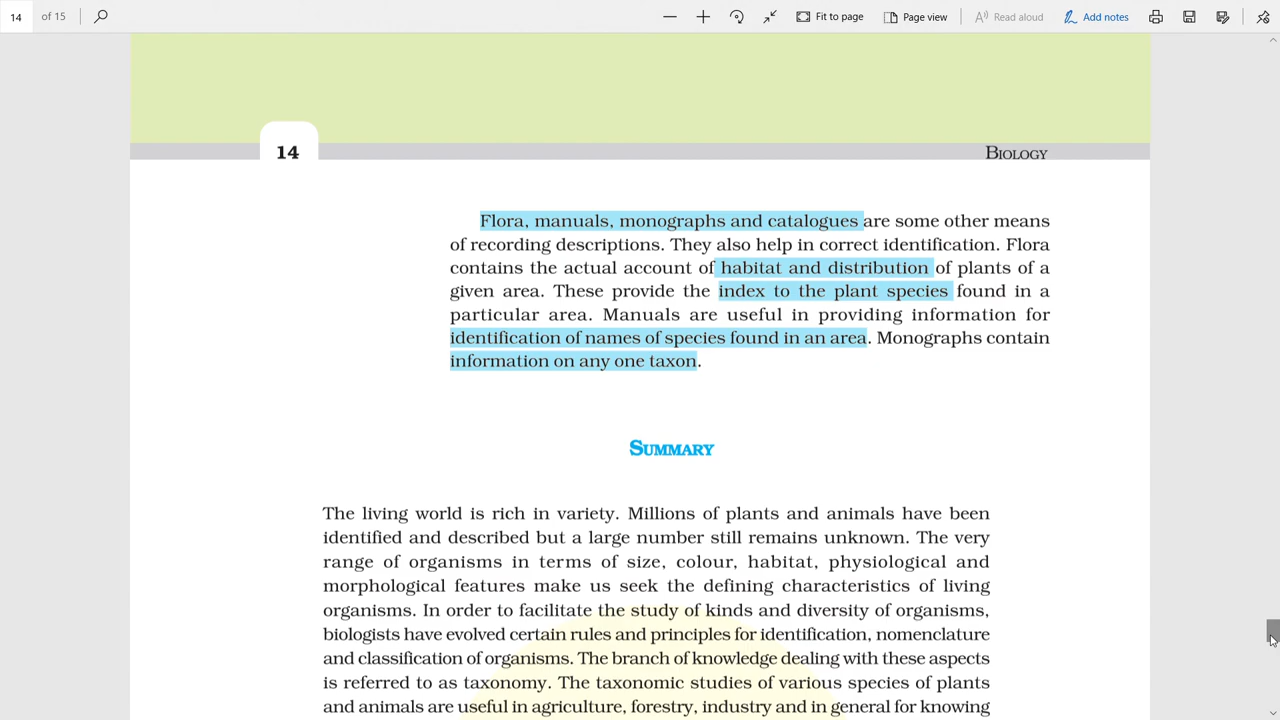 14 of 15 Fit to page Page view Read aloud Add notes
14 BIOLOGY
Flora, manuals, monographs and catalogues are some other means
of recording descriptions. They also help in correct identification. Flora
contains the actual account of habitat and distribution of plants of a
given area. These provide the index to the plant species found in a
particular area. Manuals are useful in providing information for
identification of names of species found in an area. Monographs contain
information on any one taxon.
SUMMARY
The living world is rich in variety. Millions of plants and animals have been
identified and described but a large number still remains unknown. The very
range of organisms in terms of size, colour, habitat, physiological and
morphological features make us seek the defining characteristics of living
organisms. In order to facilitate the study of kinds and diversity of organisms,
biologists have evolved certain rules and principles for identification, nomenclature
and classification of organisms. The branch of knowledge dealing with these aspects
is referred to as taxonomy. The taxonomic studies of various species of plants
and animals are useful in agriculture, forestry, industry and in general for knowing